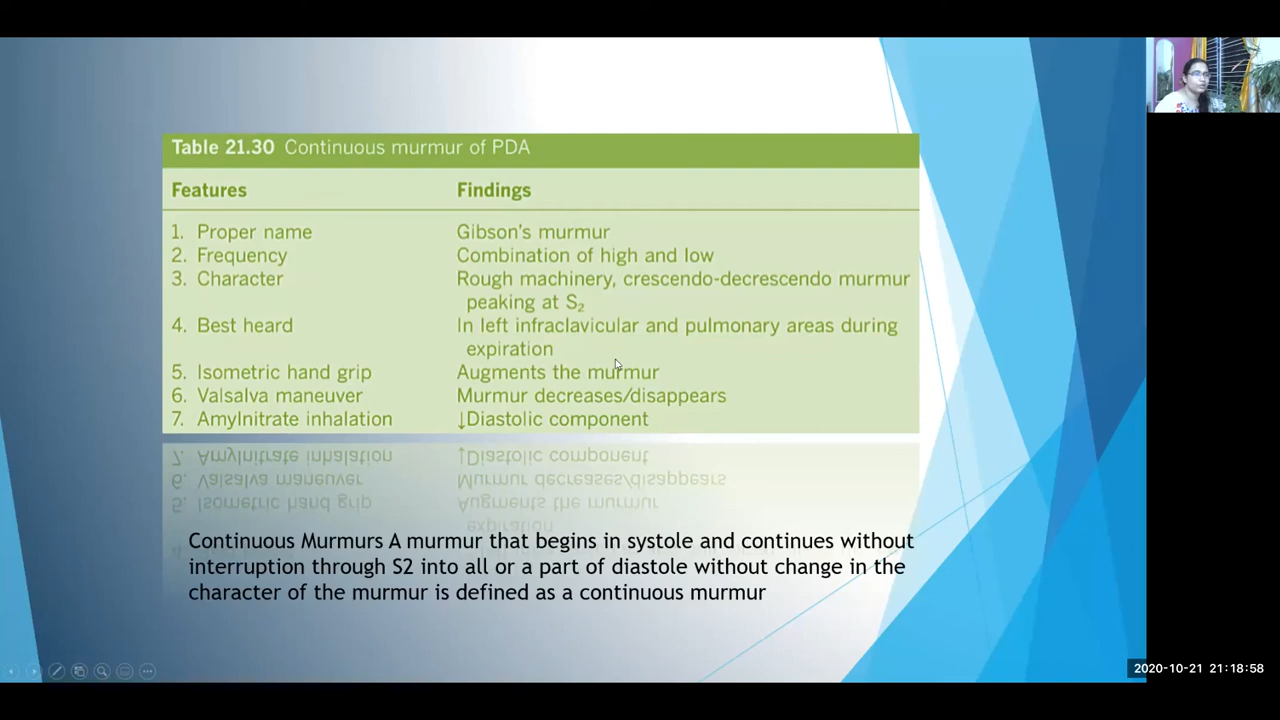 Table 21.30 Continuous murmur of PDA
Features Findings
1. Proper name Gibson's murmur
2. Frequency Combination of high and low
3. Character Rough machinery, crescendo-decrescendo murmur
peaking at S₂
4. Best heard In left infraclavicular and pulmonary areas during
expiration
5. Isometric hand grip Augments the murmur
6. Valsalva maneuver Murmur decreases/disappears
7. Amylnitrate inhalation ↓Diastolic component
Continuous Murmurs A murmur that begins in systole and continues without
interruption through S2 into all or a part of diastole without change in the
character of the murmur is defined as a continuous murmur
2020-10-21 21:18:58